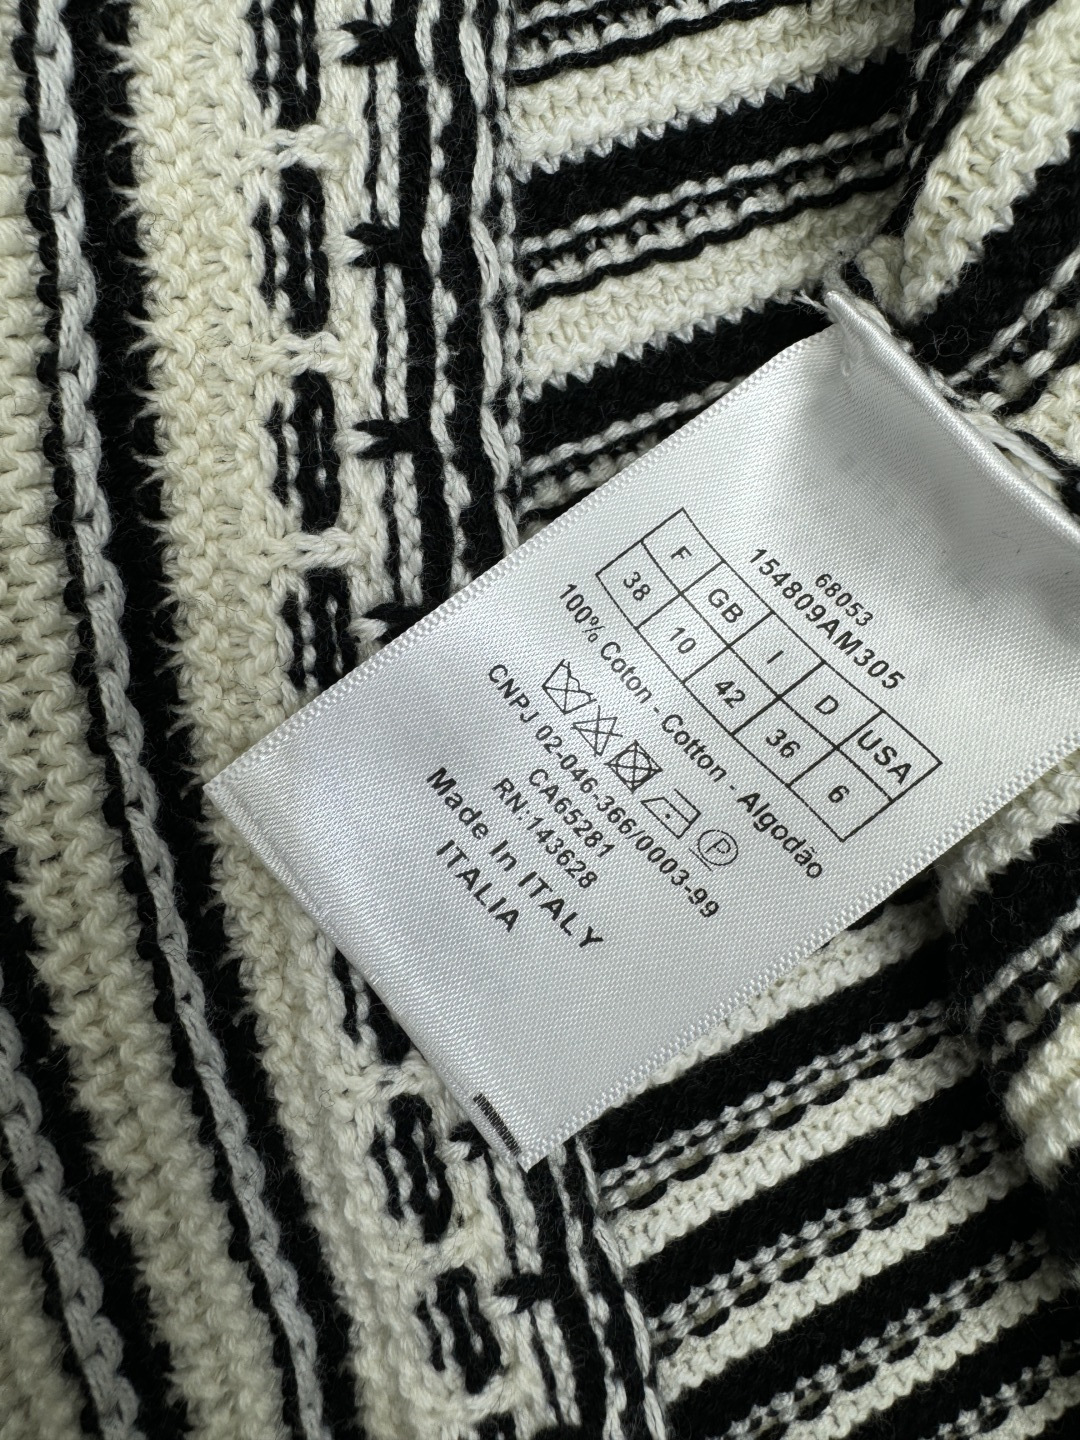 68053
154809AM305
F GB I D USA
38 10 42 36 6
100% Coton - Cotton - Algodão
P
CNPJ 02-046-366/0003-99
CA65281
RN:143628
Made In ITALY
ITALIA